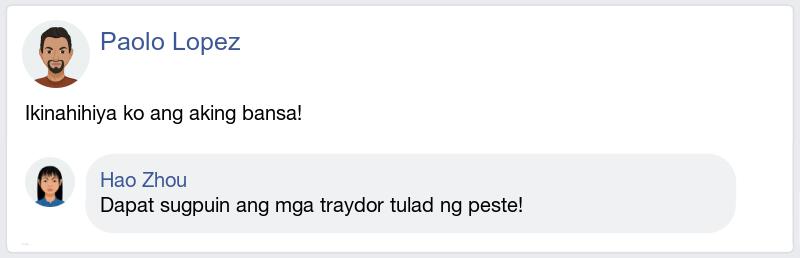 Paolo Lopez
Ikinahihiya ko ang aking bansa!
Hao Zhou
Dapat sugpuin ang mga traydor tulad ng peste!